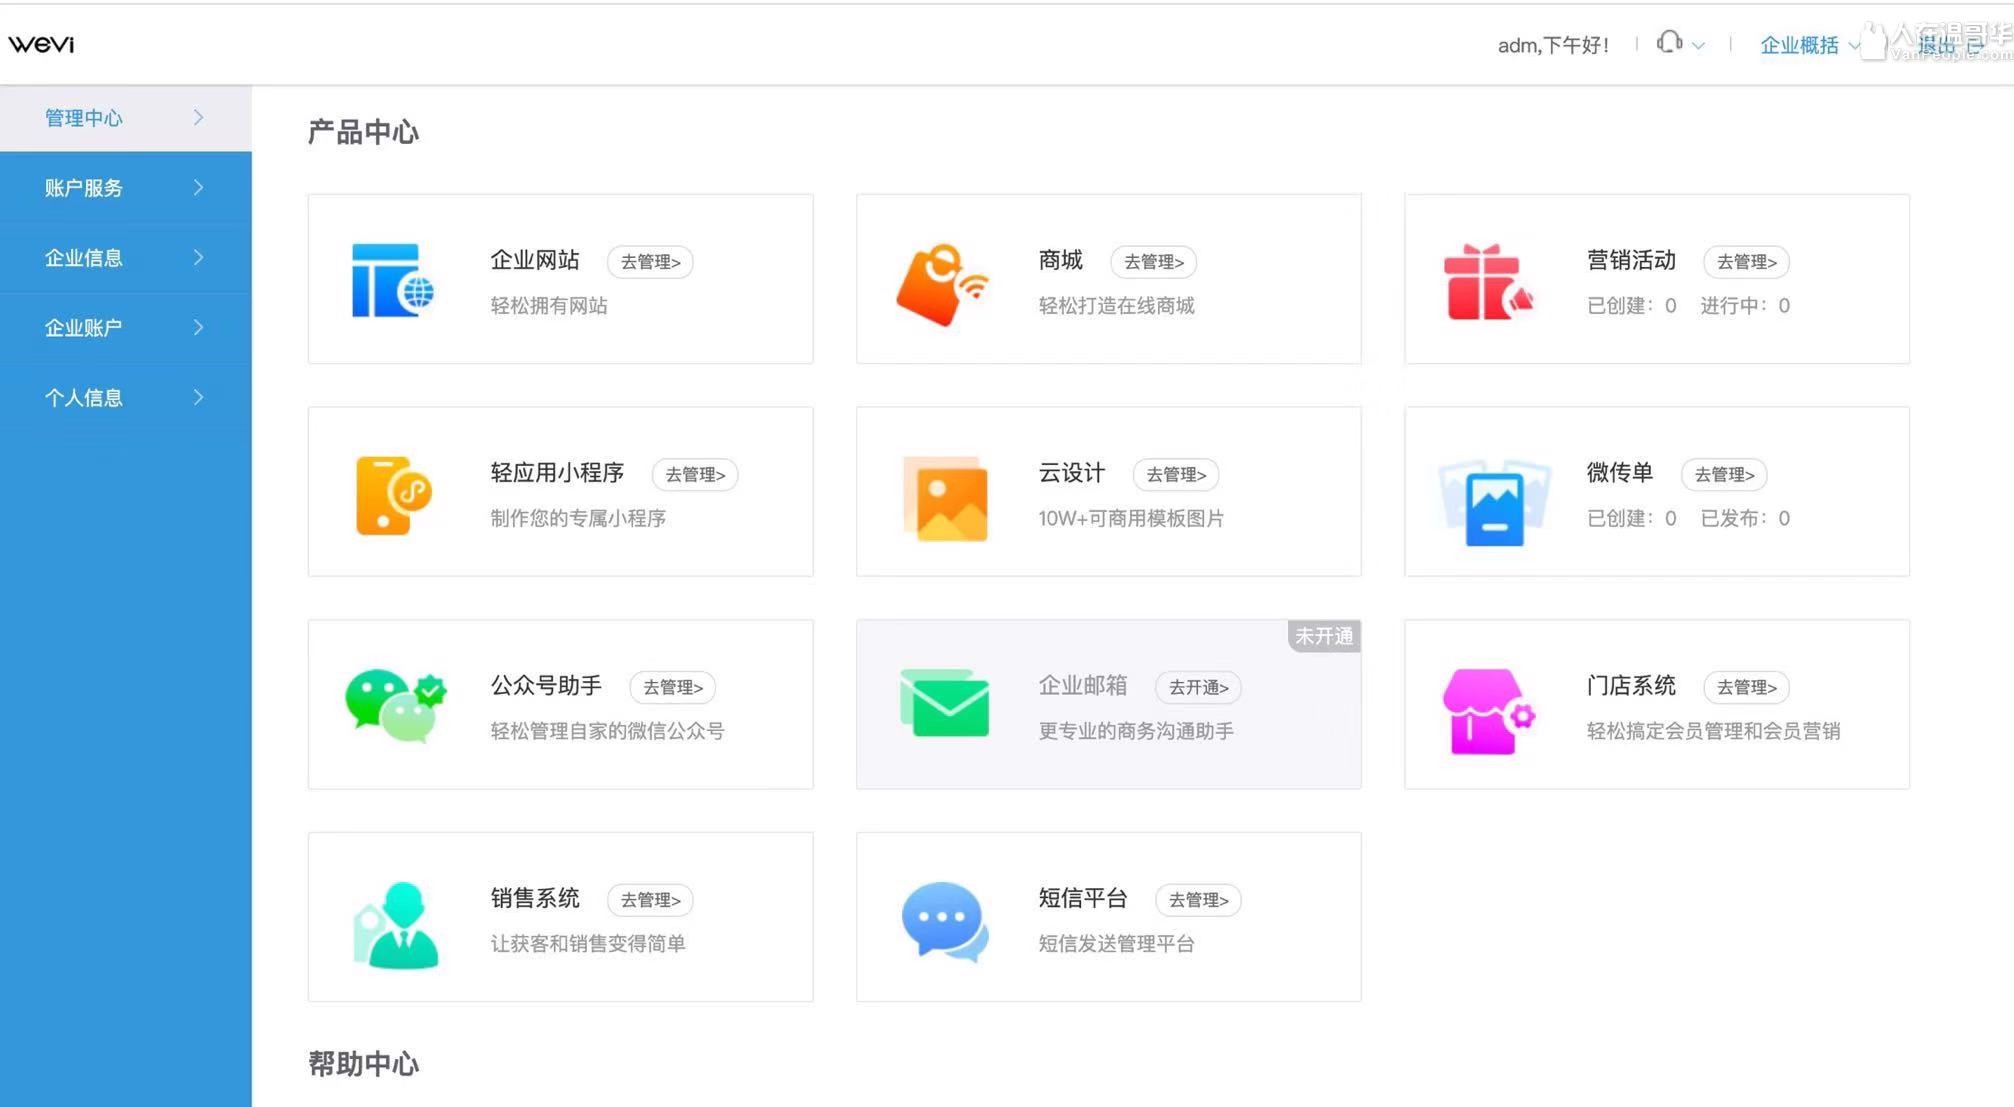 wevi
adm,下午好！
企业概括
退出
人在温哥华
VanPeople.com
管理中心
账户服务
企业信息
企业账户
个人信息
产品中心
企业网站 去管理>
轻松拥有网站
商城 去管理>
轻松打造在线商城
营销活动 去管理>
已创建：0 进行中：0
轻应用小程序 去管理>
制作您的专属小程序
云设计 去管理>
10W+可商用模板图片
微传单 去管理>
已创建：0 已发布：0
公众号助手 去管理>
轻松管理自家的微信公众号
未开通
企业邮箱 去开通>
更专业的商务沟通助手
门店系统 去管理>
轻松搞定会员管理和会员营销
销售系统 去管理>
让获客和销售变得简单
短信平台 去管理>
短信发送管理平台
帮助中心